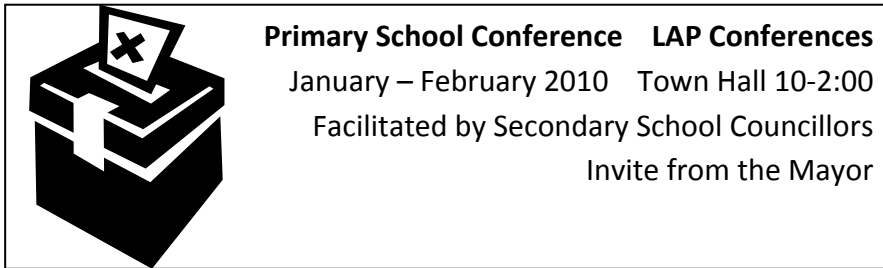 Primary School Conference LAP Conferences
January – February 2010 Town Hall 10-2:00
Facilitated by Secondary School Councillors
Invite from the Mayor